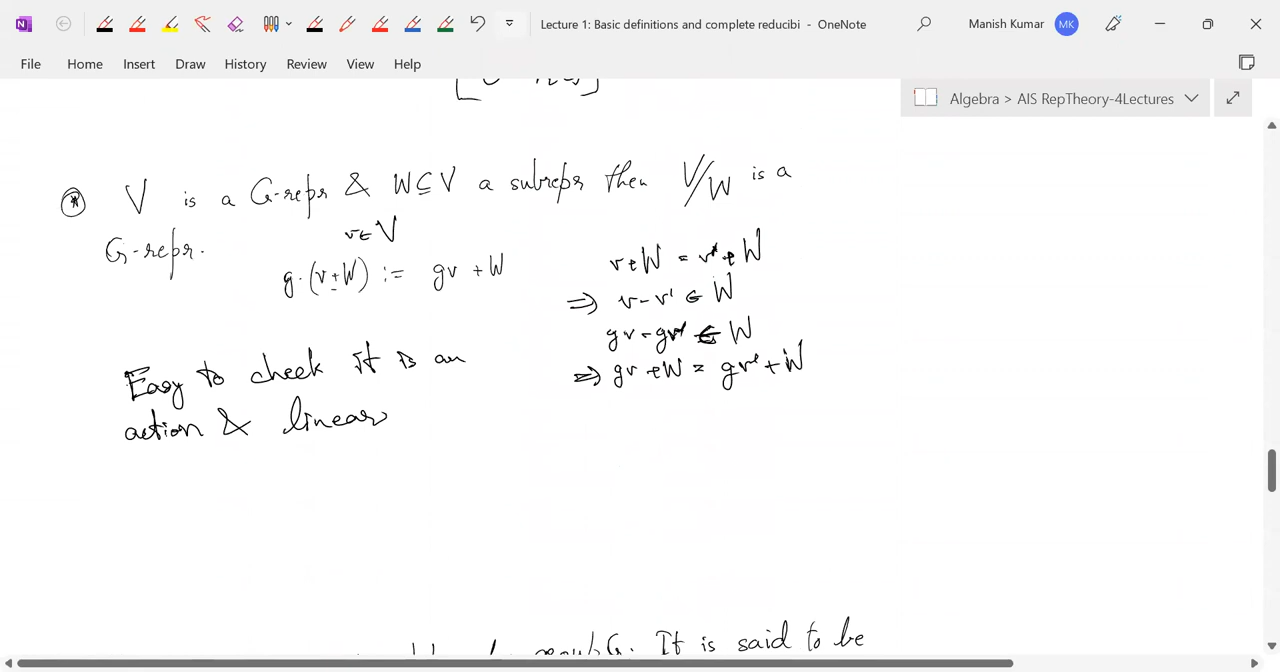 Lecture 1: Basic definitions and complete reducibi - OneNote
Manish Kumar MK
File Home Insert Draw History Review View Help
Algebra > AIS RepTheory-4Lectures
V is a G-repr & W⊆V a subrepr then V/W is a
G-repr.
v∈V
g·(v+W) := gv + W
v+W = v'+W
⇒ v-v' ∈ W
gv-gv' ∈ W
⇒ gv+W = gv'+W
Easy to check it is an
action & linear
It is said to be